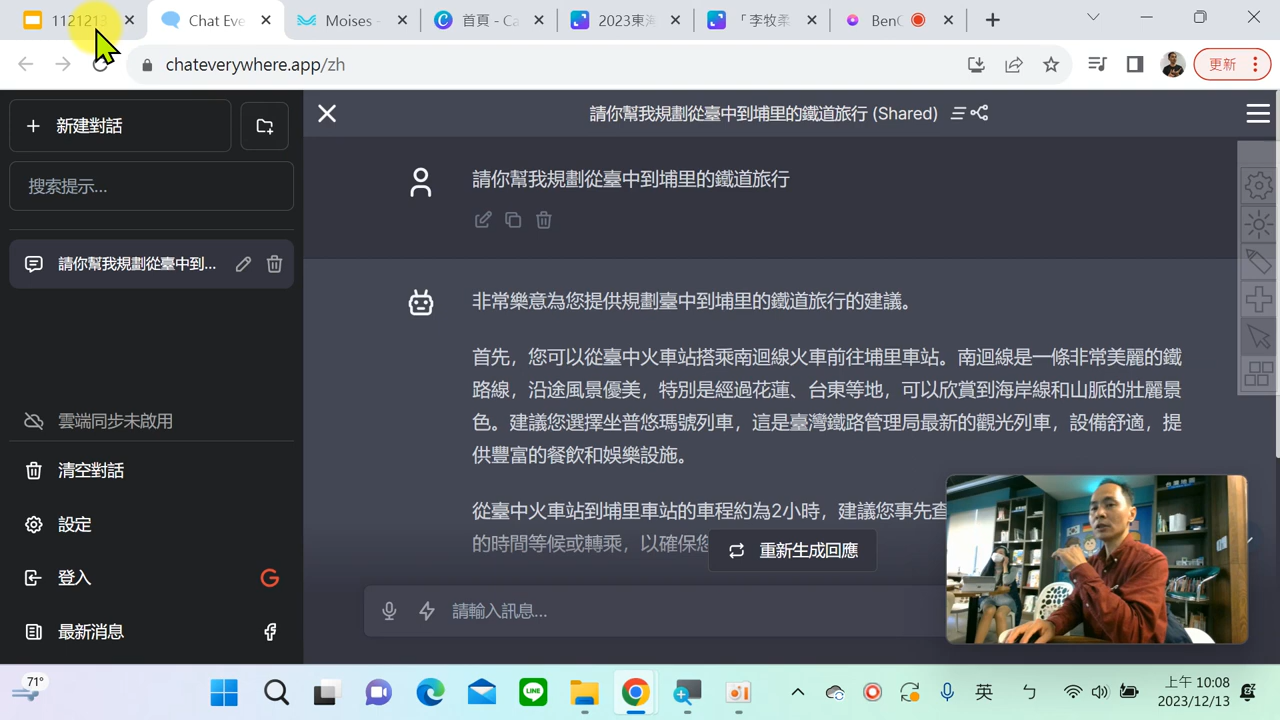 1121213
Chat Eve
Moises -
首頁 - Ca
2023東海
「李牧柔
BenQ
chateverywhere.app/zh
更新
新建對話
搜索提示...
請你幫我規劃從臺中到...
雲端同步未啟用
清空對話
設定
登入
最新消息
請你幫我規劃從臺中到埔里的鐵道旅行 (Shared)
請你幫我規劃從臺中到埔里的鐵道旅行
非常樂意為您提供規劃臺中到埔里的鐵道旅行的建議。
首先，您可以從臺中火車站搭乘南迴線火車前往埔里車站。南迴線是一條非常美麗的鐵
路線，沿途風景優美，特別是經過花蓮、台東等地，可以欣賞到海岸線和山脈的壯麗景
色。建議您選擇坐普悠瑪號列車，這是臺灣鐵路管理局最新的觀光列車，設備舒適，提
供豐富的餐飲和娛樂設施。
從臺中火車站到埔里車站的車程約為2小時，建議您事先查
的時間等候或轉乘，以確保您
重新生成回應
請輸入訊息...
71°
LINE
英
ㄅ
上午 10:08
2023/12/13